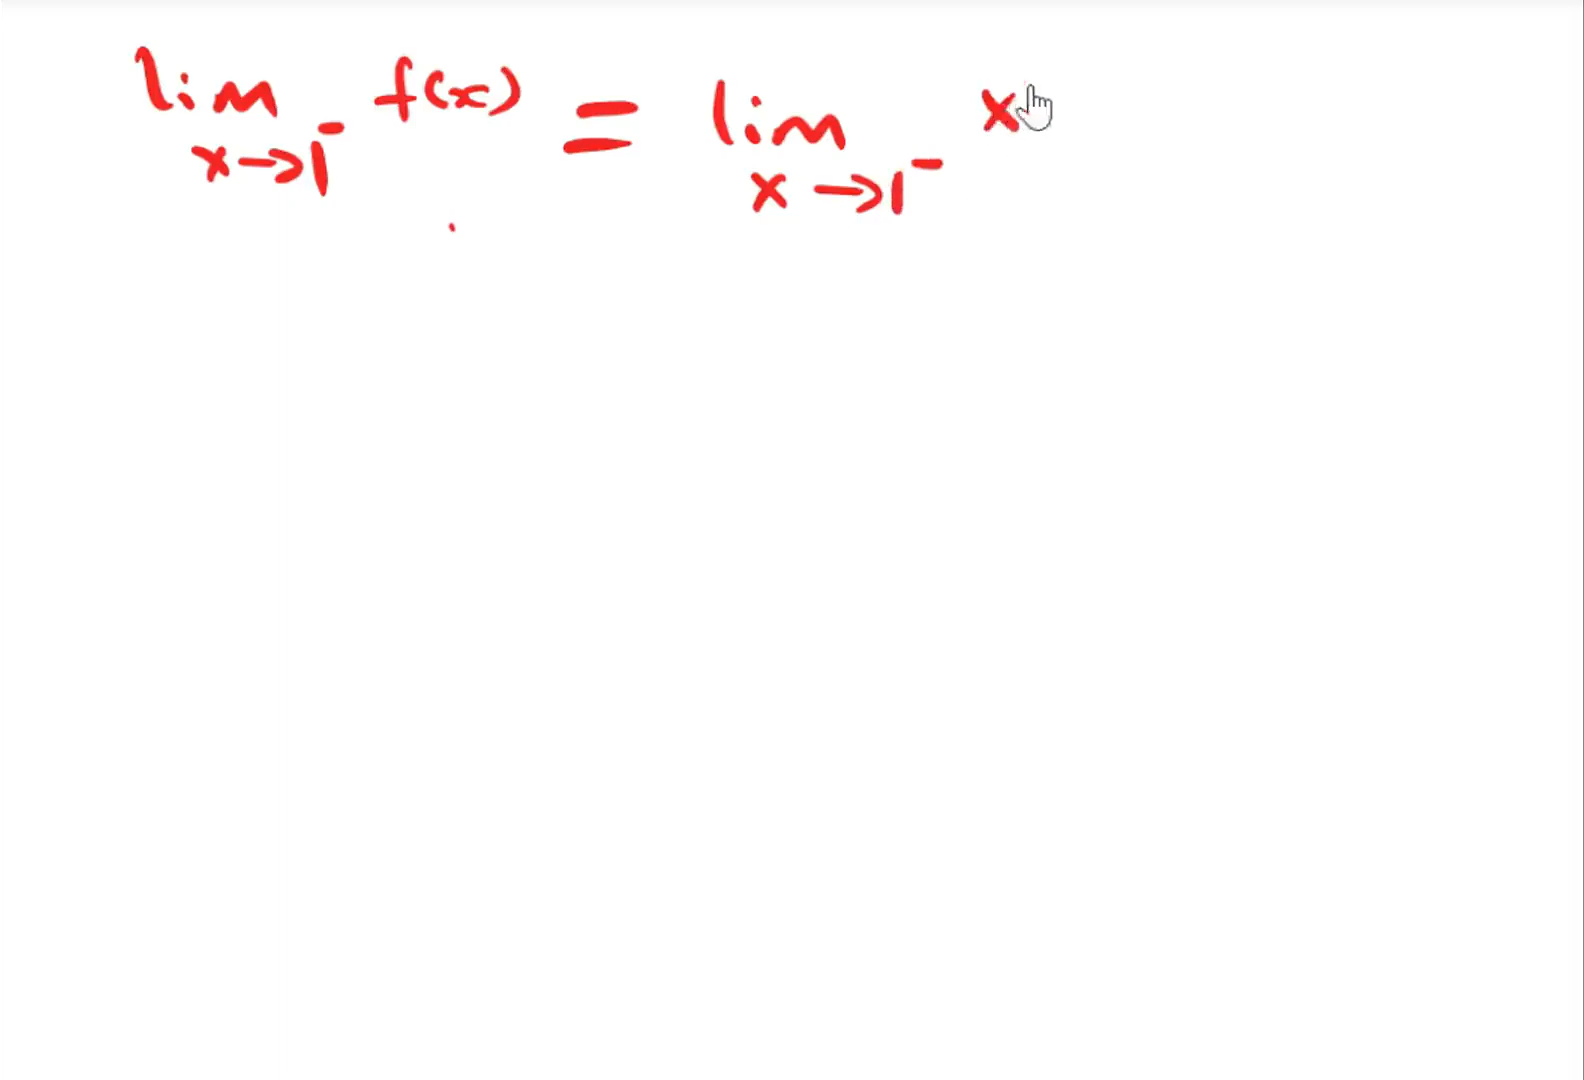 lim f(x) = lim x
x→1⁻ x→1⁻